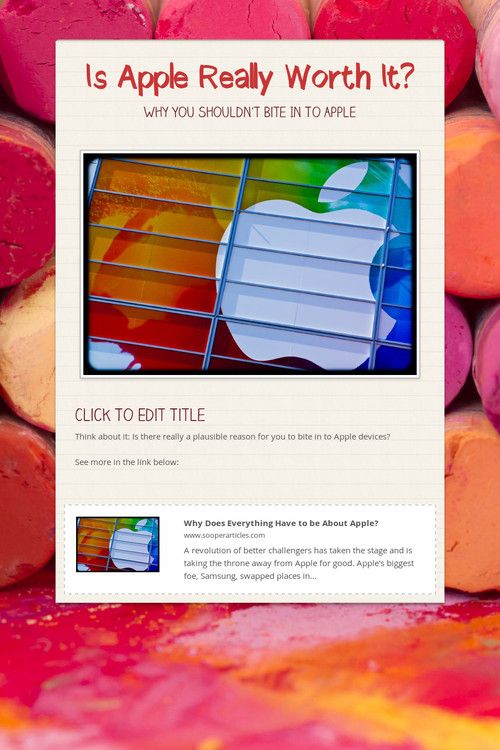 Is Apple Really Worth It?
WHY YOU SHOULDN'T BITE IN TO APPLE
CLICK TO EDIT TITLE
Think about it: Is there really a plausible reason for you to bite in to Apple devices?
See more in the link below:
Why Does Everything Have to be About Apple?
www.sooperarticles.com
A revolution of better challengers has taken the stage and is
taking the throne away from Apple for good. Apple's biggest
foe, Samsung, swapped places in...